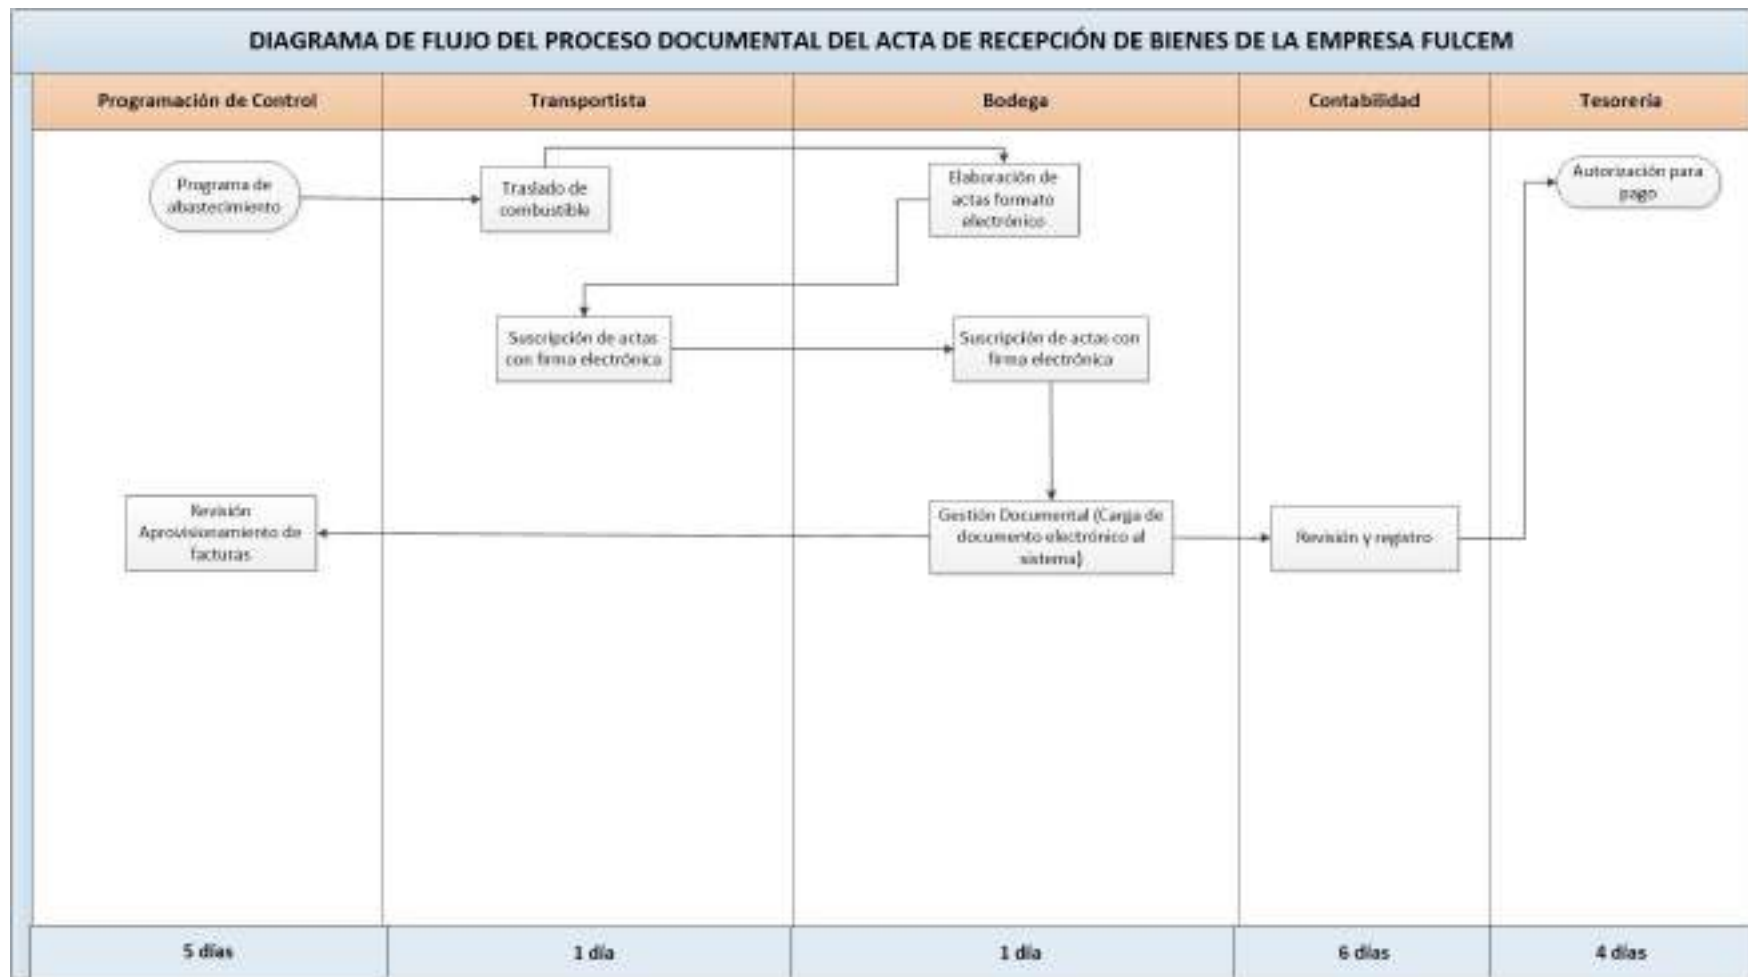 DIAGRAMA DE FLUJO DEL PROCESO DOCUMENTAL DEL ACTA DE RECEPCIÓN DE BIENES DE LA EMPRESA FULCEM
Programación de Control
Transportista
Bodega
Contabilidad
Tesorería
Programa de
abastecimiento
Traslado de
combustible
Elaboración de
actas formato
electrónico
Autorización para
pago
Suscripción de actas
con firma electrónica
Suscripción de actas con
firma electrónica
Revisión
Aprovisionamiento de
facturas
Gestión Documental (Carga de
documento electrónico al
sistema)
Revisión y registro
5 días
1 día
1 día
6 días
4 días